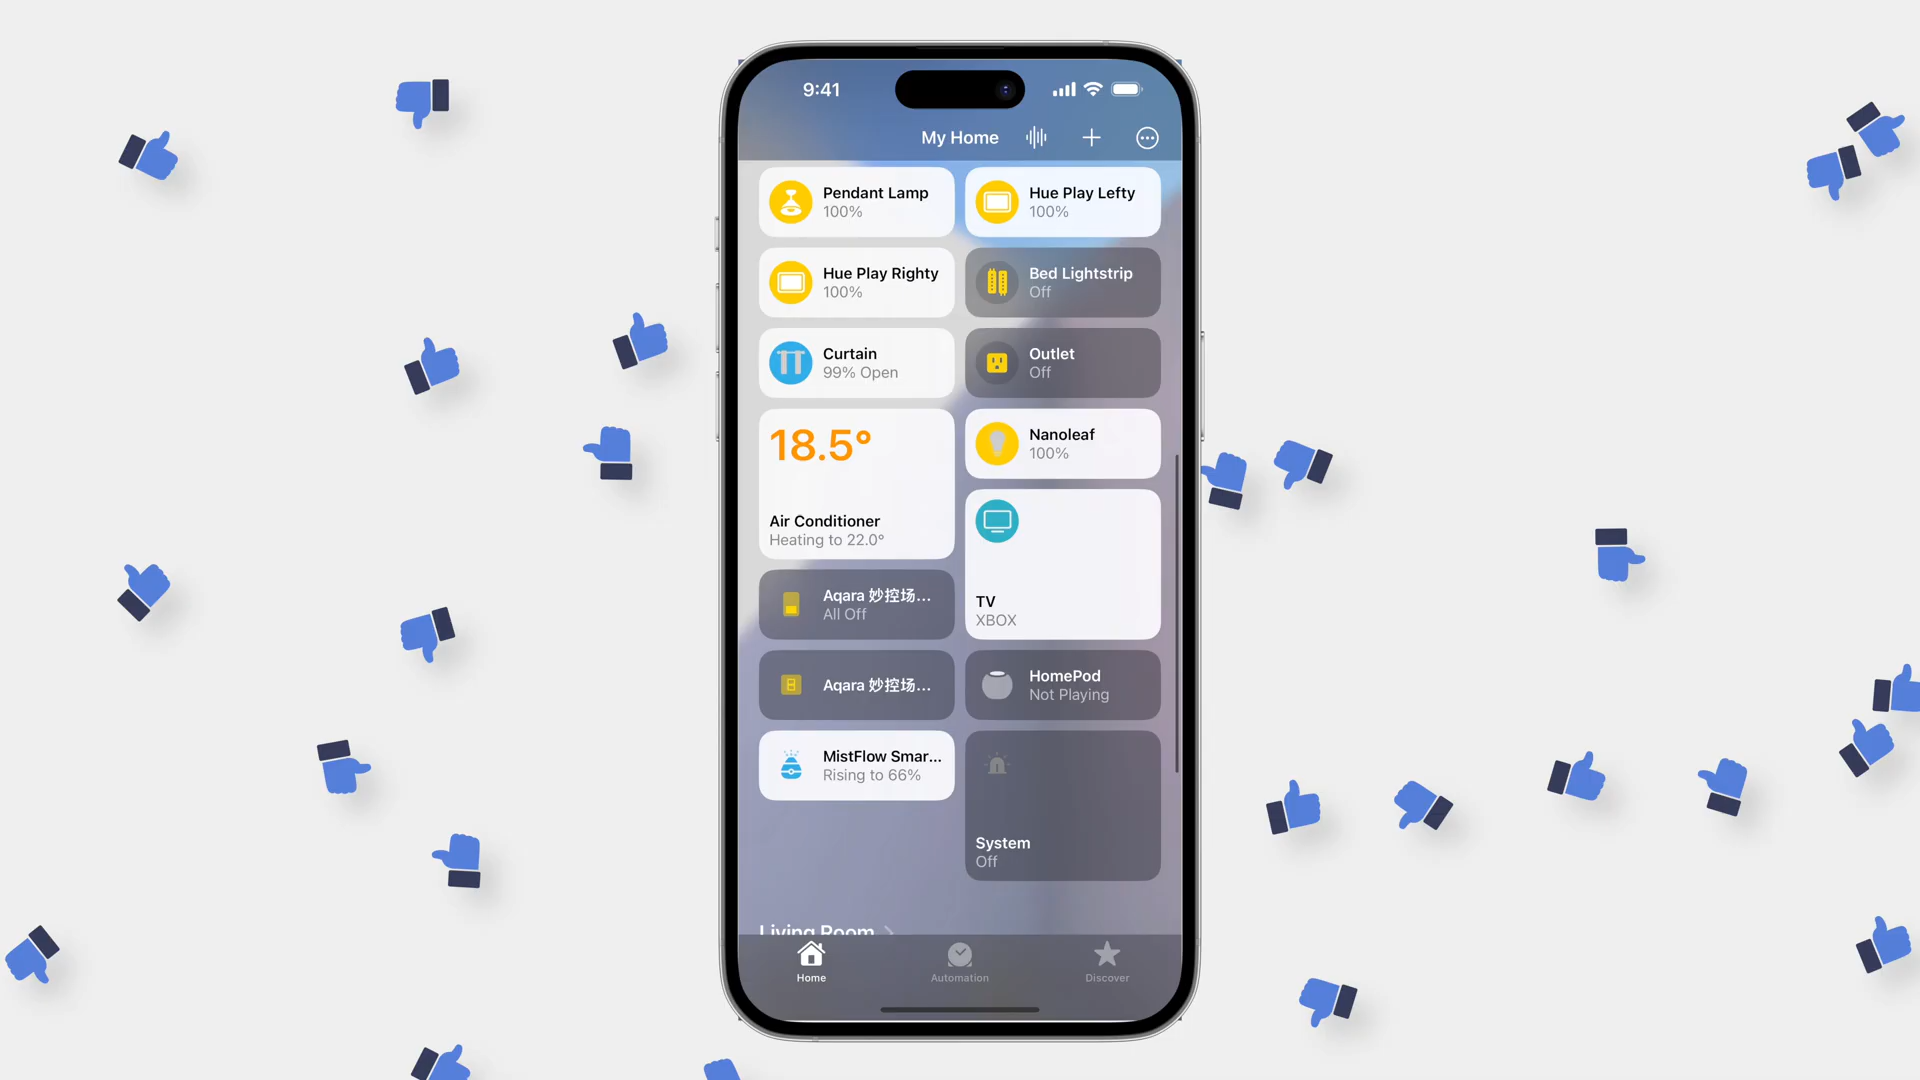 9:41
My Home
Pendant Lamp
100%
Hue Play Lefty
100%
Hue Play Righty
100%
Bed Lightstrip
Off
Curtain
99% Open
Outlet
Off
18.5°
Air Conditioner
Heating to 22.0°
Nanoleaf
100%
TV
XBOX
Aqara 妙控场...
All Off
Aqara 妙控场...
HomePod
Not Playing
MistFlow Smar...
Rising to 66%
System
Off
Living Room
Home
Automation
Discover